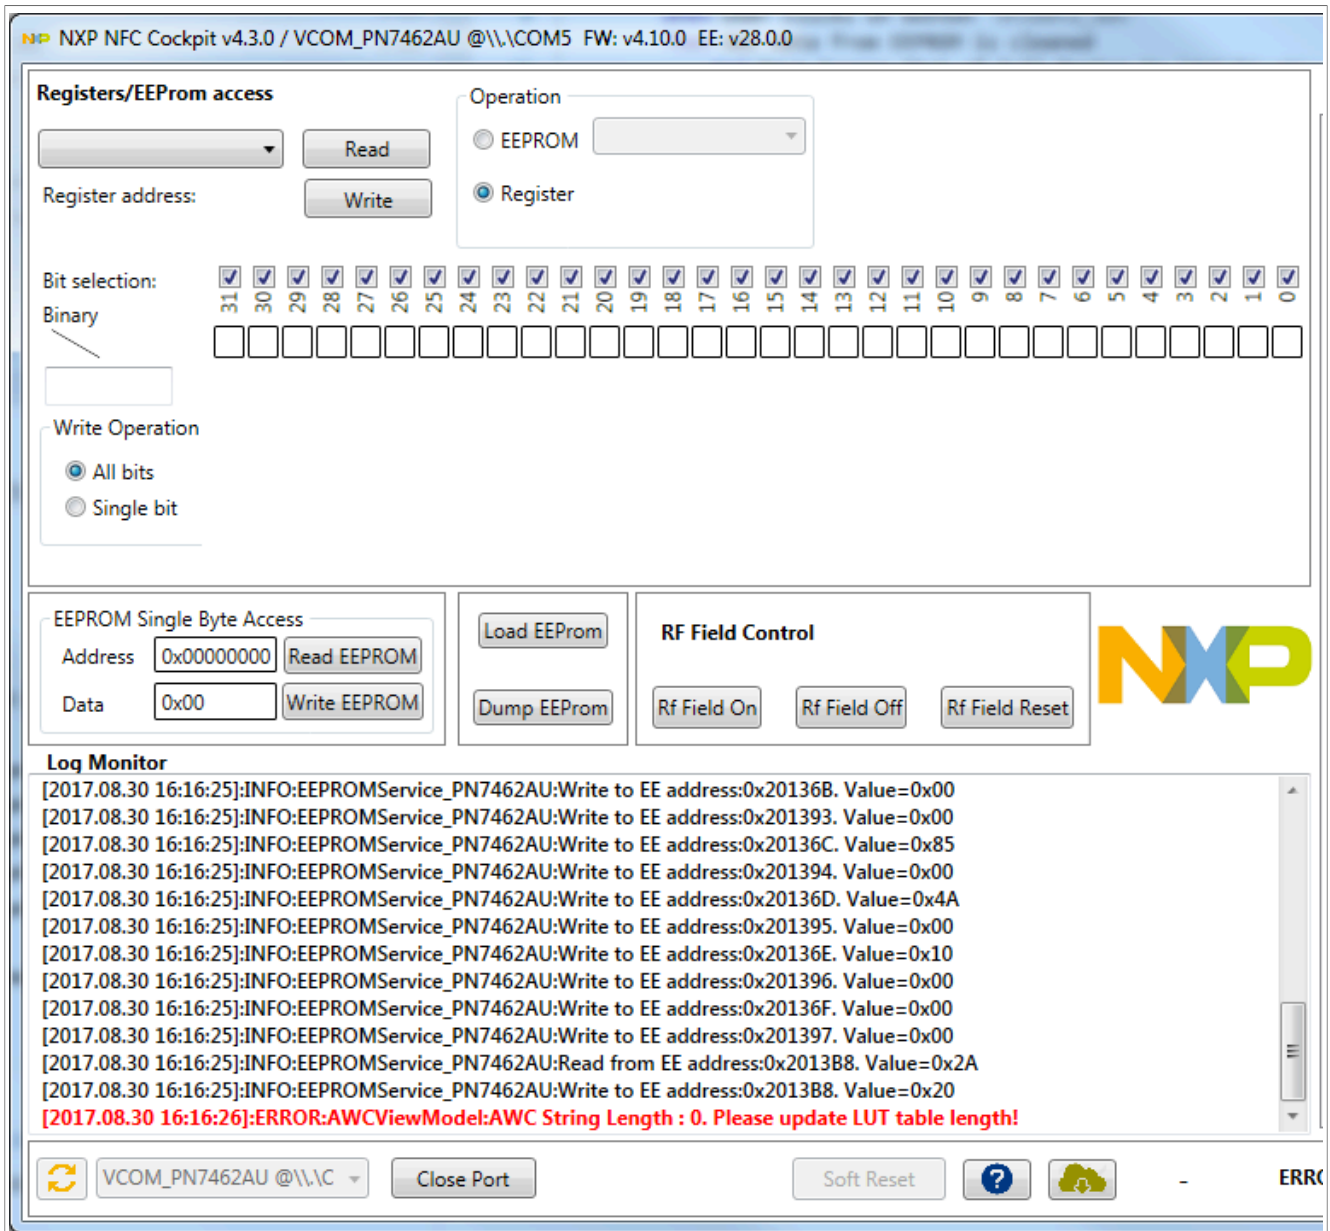 NXP NFC Cockpit v4.3.0 / VCOM_PN7462AU @\\.\COM5 FW: v4.10.0 EE: v28.0.0
Registers/EEProm access
Operation
Read
EEPROM
Register address:
Write
Register
Bit selection:
31 30 29 28 27 26 25 24 23 22 21 20 19 18 17 16 15 14 13 12 11 10 9 8 7 6 5 4 3 2 1 0
Binary
Write Operation
All bits
Single bit
EEPROM Single Byte Access
Address 0x00000000 Read EEPROM
Data 0x00 Write EEPROM
Load EEProm
Dump EEProm
RF Field Control
Rf Field On Rf Field Off Rf Field Reset
NXP
Log Monitor
[2017.08.30 16:16:25]:INFO:EEPROMService_PN7462AU:Write to EE address:0x20136B. Value=0x00
[2017.08.30 16:16:25]:INFO:EEPROMService_PN7462AU:Write to EE address:0x201393. Value=0x00
[2017.08.30 16:16:25]:INFO:EEPROMService_PN7462AU:Write to EE address:0x20136C. Value=0x85
[2017.08.30 16:16:25]:INFO:EEPROMService_PN7462AU:Write to EE address:0x201394. Value=0x00
[2017.08.30 16:16:25]:INFO:EEPROMService_PN7462AU:Write to EE address:0x20136D. Value=0x4A
[2017.08.30 16:16:25]:INFO:EEPROMService_PN7462AU:Write to EE address:0x201395. Value=0x00
[2017.08.30 16:16:25]:INFO:EEPROMService_PN7462AU:Write to EE address:0x20136E. Value=0x10
[2017.08.30 16:16:25]:INFO:EEPROMService_PN7462AU:Write to EE address:0x201396. Value=0x00
[2017.08.30 16:16:25]:INFO:EEPROMService_PN7462AU:Write to EE address:0x20136F. Value=0x00
[2017.08.30 16:16:25]:INFO:EEPROMService_PN7462AU:Write to EE address:0x201397. Value=0x00
[2017.08.30 16:16:25]:INFO:EEPROMService_PN7462AU:Read from EE address:0x2013B8. Value=0x2A
[2017.08.30 16:16:25]:INFO:EEPROMService_PN7462AU:Write to EE address:0x2013B8. Value=0x20
[2017.08.30 16:16:26]:ERROR:AWCViewModel:AWC String Length : 0. Please update LUT table length!
VCOM_PN7462AU @\\.\C Close Port Soft Reset ? - ERRO